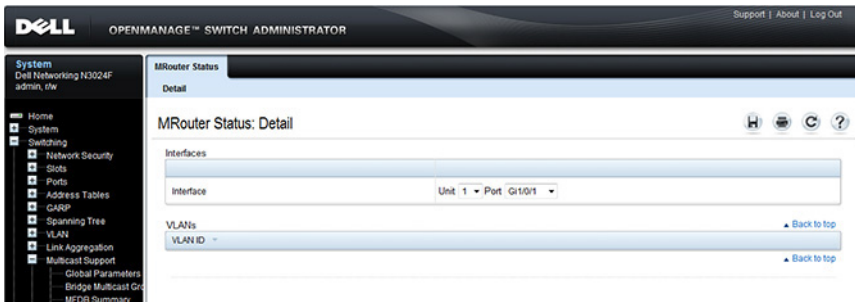 Support | About | Log Out
DELL
OPENMANAGE™ SWITCH ADMINISTRATOR
System
Dell Networking N3024F
admin, r/w
Home
System
Switching
Network Security
Slots
Ports
Address Tables
GARP
Spanning Tree
VLAN
Link Aggregation
Multicast Support
Global Parameters
Bridge Multicast Gro
MFDB Summary
MRouter Status
Detail
MRouter Status: Detail
Interfaces
Interface Unit 1 Port Gi1/0/1
VLANs Back to top
VLAN ID
Back to top